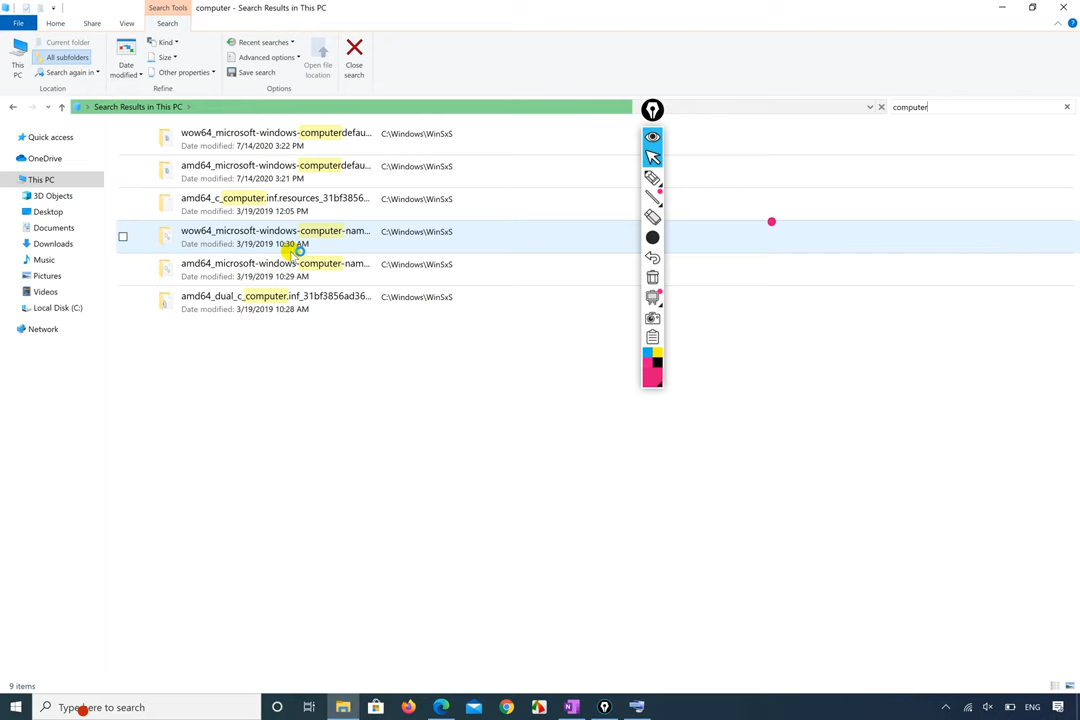 Search Tools
computer - Search Results in This PC
File
Home
Share
View
Search
This PC
Current folder
All subfolders
Search again in
Location
Date modified
Kind
Size
Other properties
Refine
Recent searches
Advanced options
Save search
Open file location
Options
Close search
Search Results in This PC
computer
Quick access
OneDrive
This PC
3D Objects
Desktop
Documents
Downloads
Music
Pictures
Videos
Local Disk (C:)
Network
wow64_microsoft-windows-computerdefau... C:\Windows\WinSxS
Date modified: 7/14/2020 3:22 PM
amd64_microsoft-windows-computerdefau... C:\Windows\WinSxS
Date modified: 7/14/2020 3:21 PM
amd64_c_computer.inf.resources_31bf3856... C:\Windows\WinSxS
Date modified: 3/19/2019 12:05 PM
wow64_microsoft-windows-computer-nam... C:\Windows\WinSxS
Date modified: 3/19/2019 10:30 AM
amd64_microsoft-windows-computer-nam... C:\Windows\WinSxS
Date modified: 3/19/2019 10:29 AM
amd64_dual_c_computer.inf_31bf3856ad36... C:\Windows\WinSxS
Date modified: 3/19/2019 10:28 AM
9 items
Type here to search
ENG